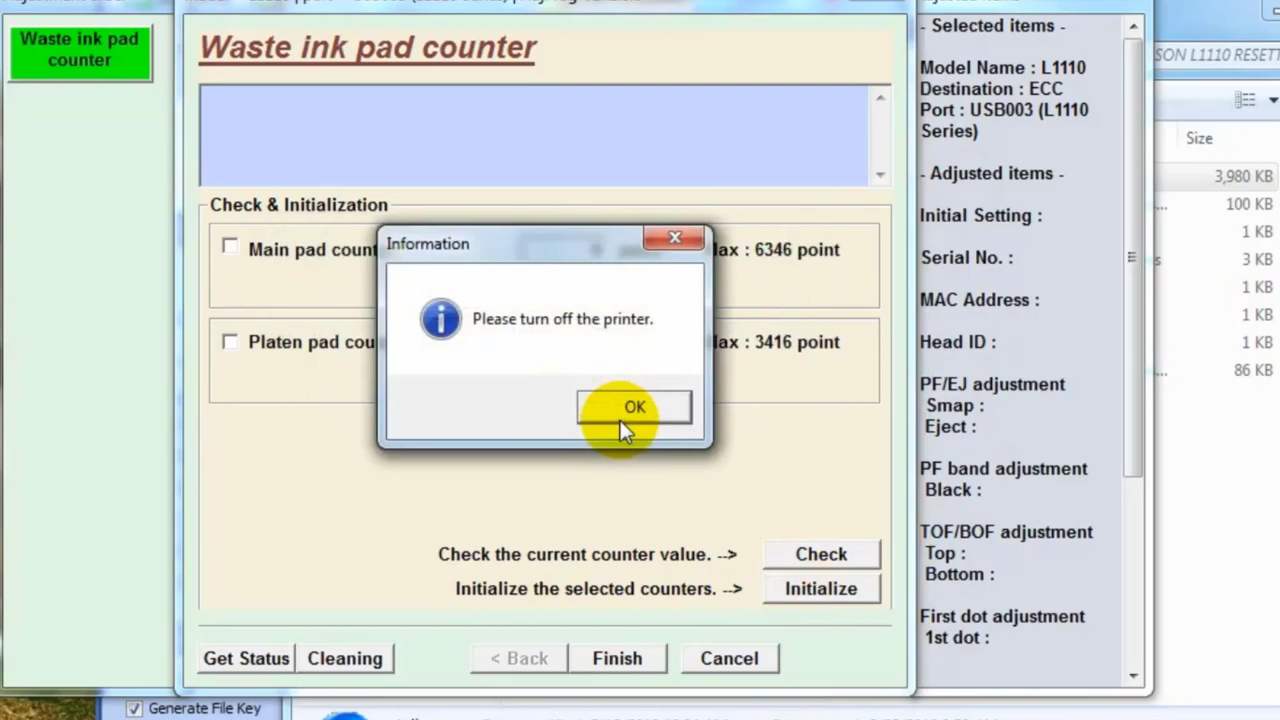 Waste ink pad
counter
Waste ink pad counter
Check & Initialization
Main pad count
Max : 6346 point
Platen pad cou
Max : 3416 point
Information
Please turn off the printer.
OK
Check the current counter value. -->
Check
Initialize the selected counters. -->
Initialize
Get Status
Cleaning
< Back
Finish
Cancel
- Selected items -
Model Name : L1110
Destination : ECC
Port : USB003 (L1110
Series)
- Adjusted items -
Initial Setting :
Serial No. :
MAC Address :
Head ID :
PF/EJ adjustment
Smap :
Eject :
PF band adjustment
Black :
TOF/BOF adjustment
Top :
Bottom :
First dot adjustment
1st dot :
SON L1110 RESETT
Size
3,980 KB
... 100 KB
1 KB
s 3 KB
1 KB
1 KB
1 KB
... 86 KB
Generate File Key